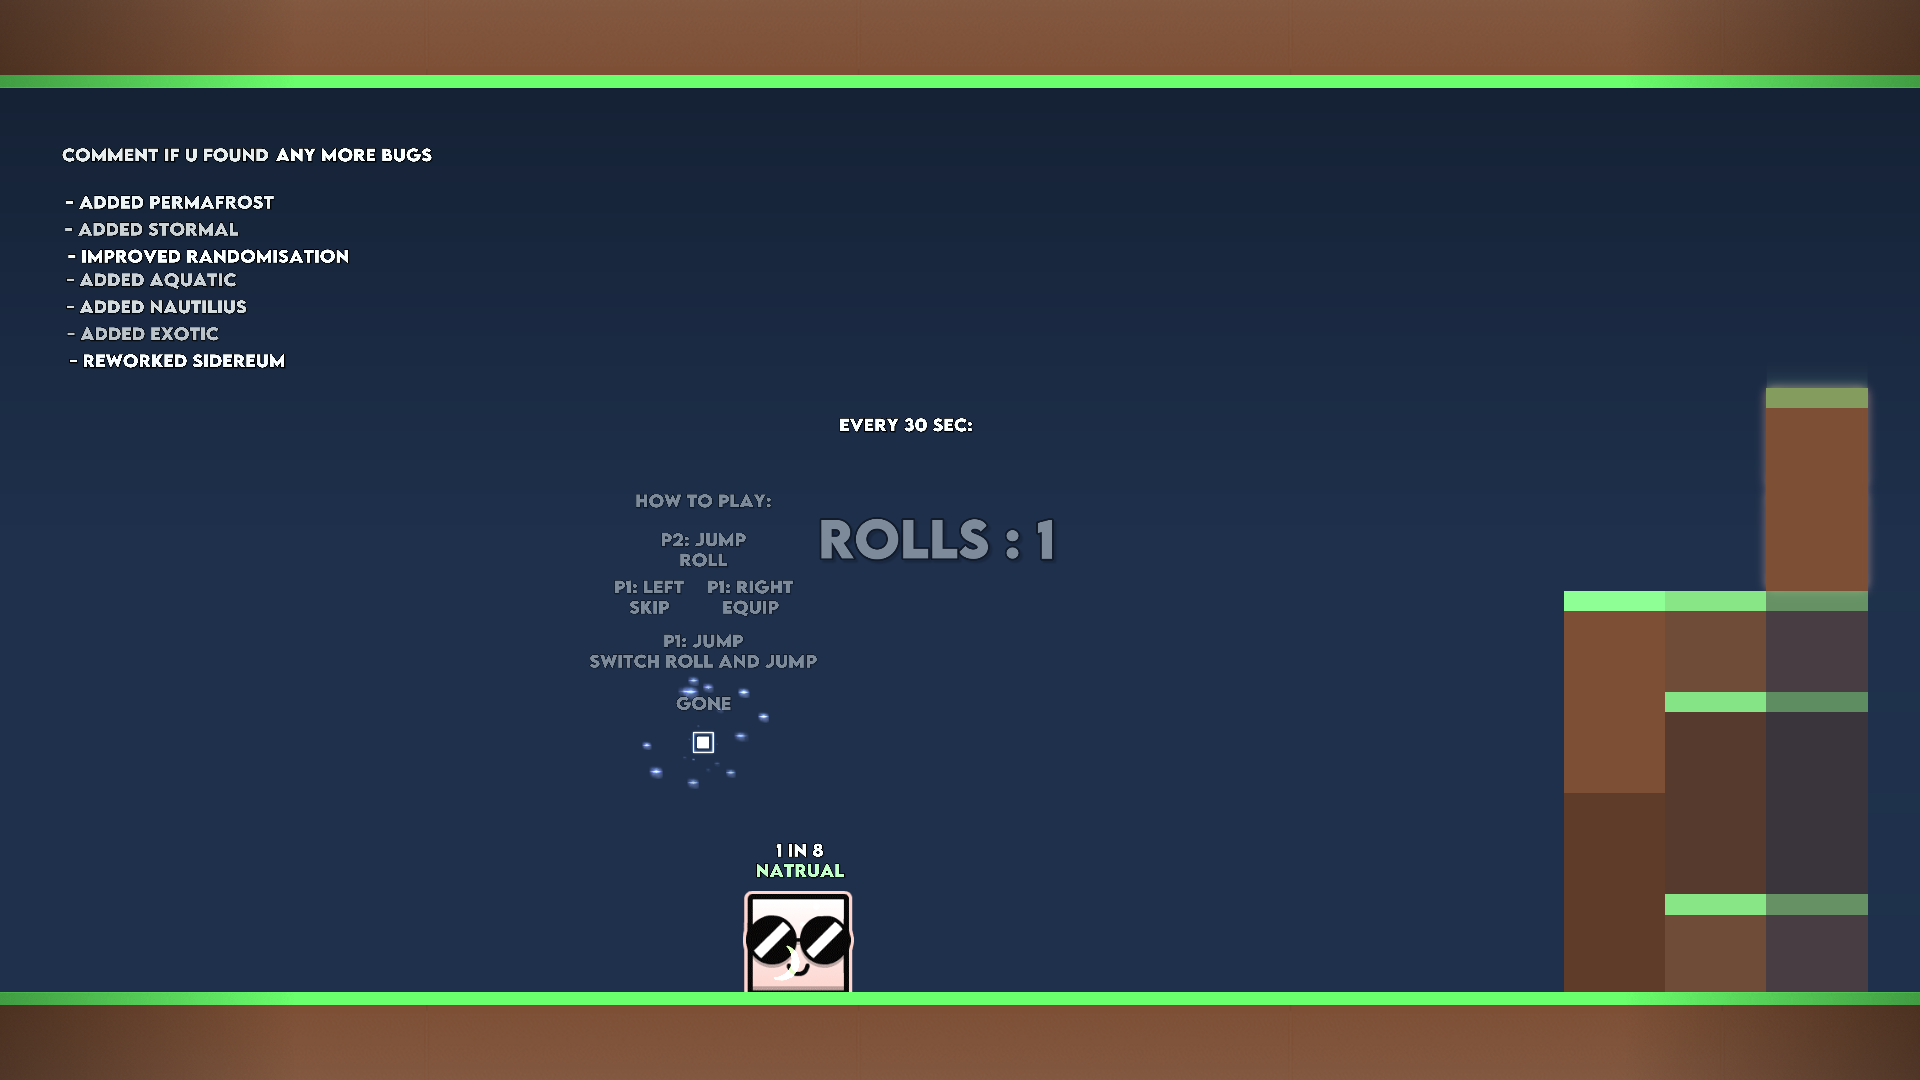 COMMENT IF U FOUND ANY MORE BUGS
- ADDED PERMAFROST
- ADDED STORMAL
- IMPROVED RANDOMISATION
- ADDED AQUATIC
- ADDED NAUTILIUS
- ADDED EXOTIC
- REWORKED SIDEREUM
EVERY 30 SEC:
HOW TO PLAY:
ROLLS : 1
P2: JUMP
ROLL
P1: LEFT P1: RIGHT
SKIP EQUIP
P1: JUMP
SWITCH ROLL AND JUMP
GONE
1 IN 8
NATRUAL